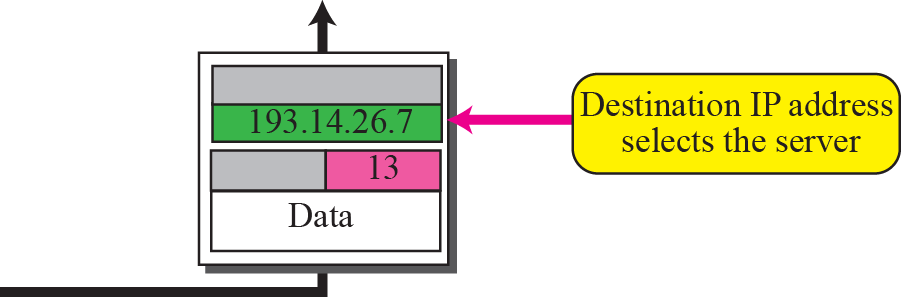 193.14.26.7
13
Data
Destination IP address
selects the server